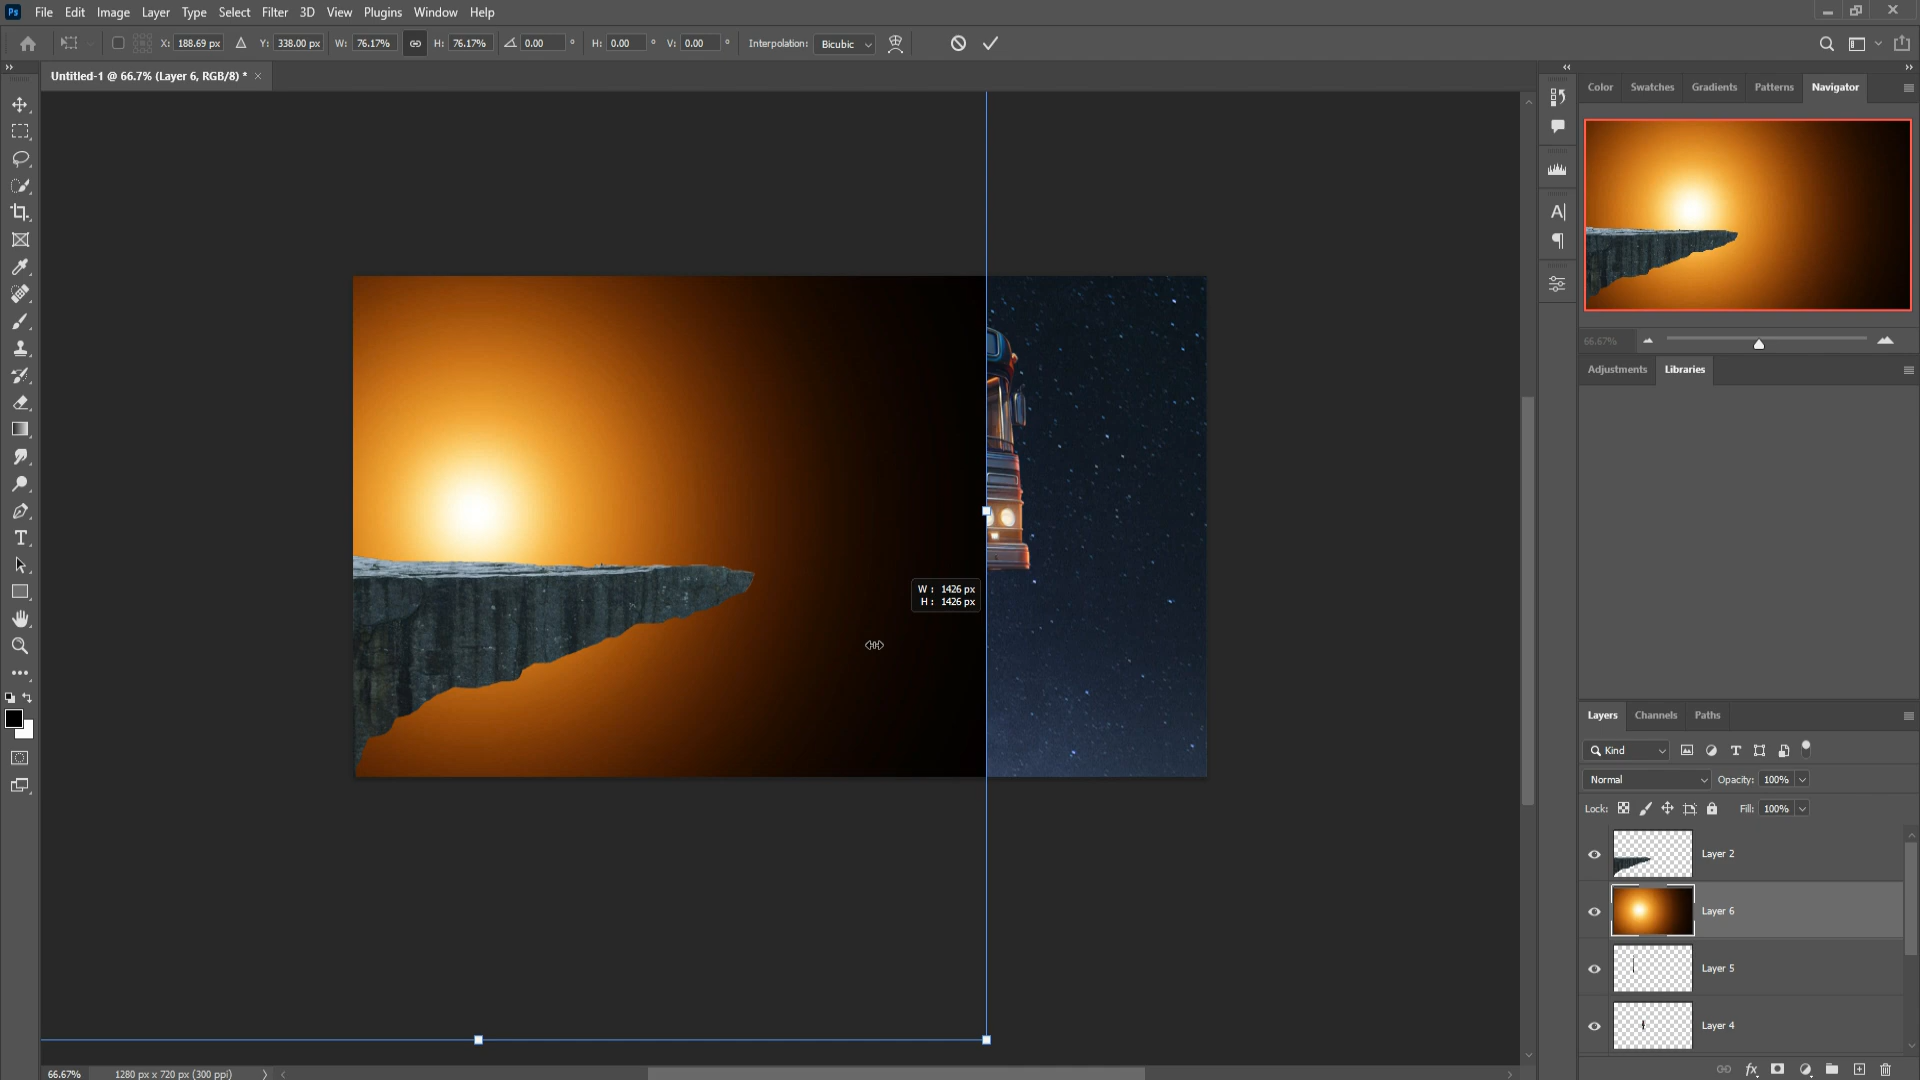 Ps File Edit Image Layer Type Select Filter 3D View Plugins Window Help
X: 188.69 px Y: 338.00 px W: 76.17% H: 76.17% 0.00 ° H: 0.00 ° V: 0.00 ° Interpolation: Bicubic
Untitled-1 @ 66.7% (Layer 6, RGB/8) * ×
Color Swatches Gradients Patterns Navigator
66.67%
Adjustments Libraries
W : 1426 px
H : 1426 px
Layers Channels Paths
Kind
Normal Opacity: 100%
Lock: Fill: 100%
Layer 2
Layer 6
Layer 5
Layer 4
66.67% 1280 px x 720 px (300 ppi)
fx